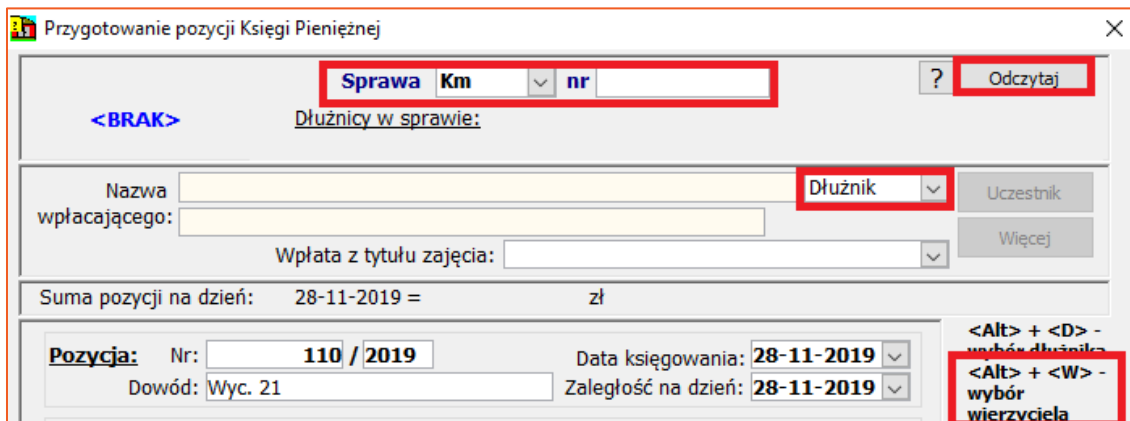 Przygotowanie pozycji Księgi Pieniężnej
Sprawa Km nr ? Odczytaj
<BRAK> Dłużnicy w sprawie:
Nazwa wpłacającego: Dłużnik Uczestnik
Więcej
Wpłata z tytułu zajęcia:
Suma pozycji na dzień: 28-11-2019 = zł
Pozycja: Nr: 110 / 2019 Data księgowania: 28-11-2019
Dowód: Wyc. 21 Zaległość na dzień: 28-11-2019
<Alt> + <D> -
wybór dłużnika
<Alt> + <W> -
wybór
wierzyciela